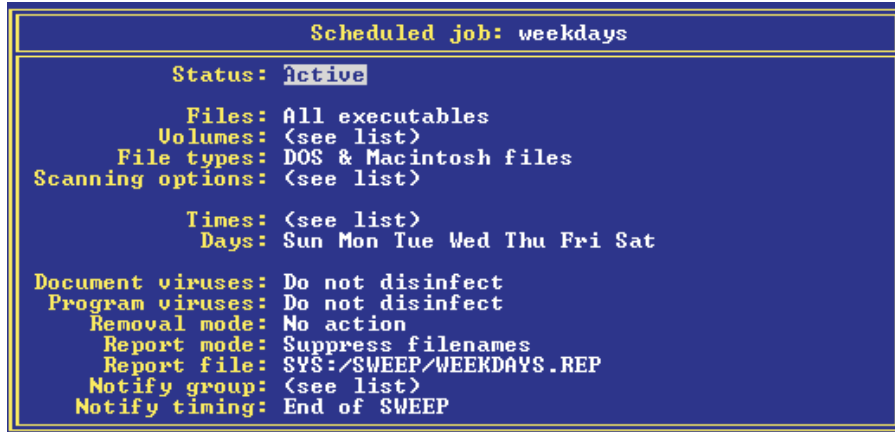 Scheduled job: weekdays
Status: Active
Files: All executables
Volumes: (see list)
File types: DOS & Macintosh files
Scanning options: (see list)
Times: (see list)
Days: Sun Mon Tue Wed Thu Fri Sat
Document viruses: Do not disinfect
Program viruses: Do not disinfect
Removal mode: No action
Report mode: Suppress filenames
Report file: SYS:/SWEEP/WEEKDAYS.REP
Notify group: (see list)
Notify timing: End of SWEEP